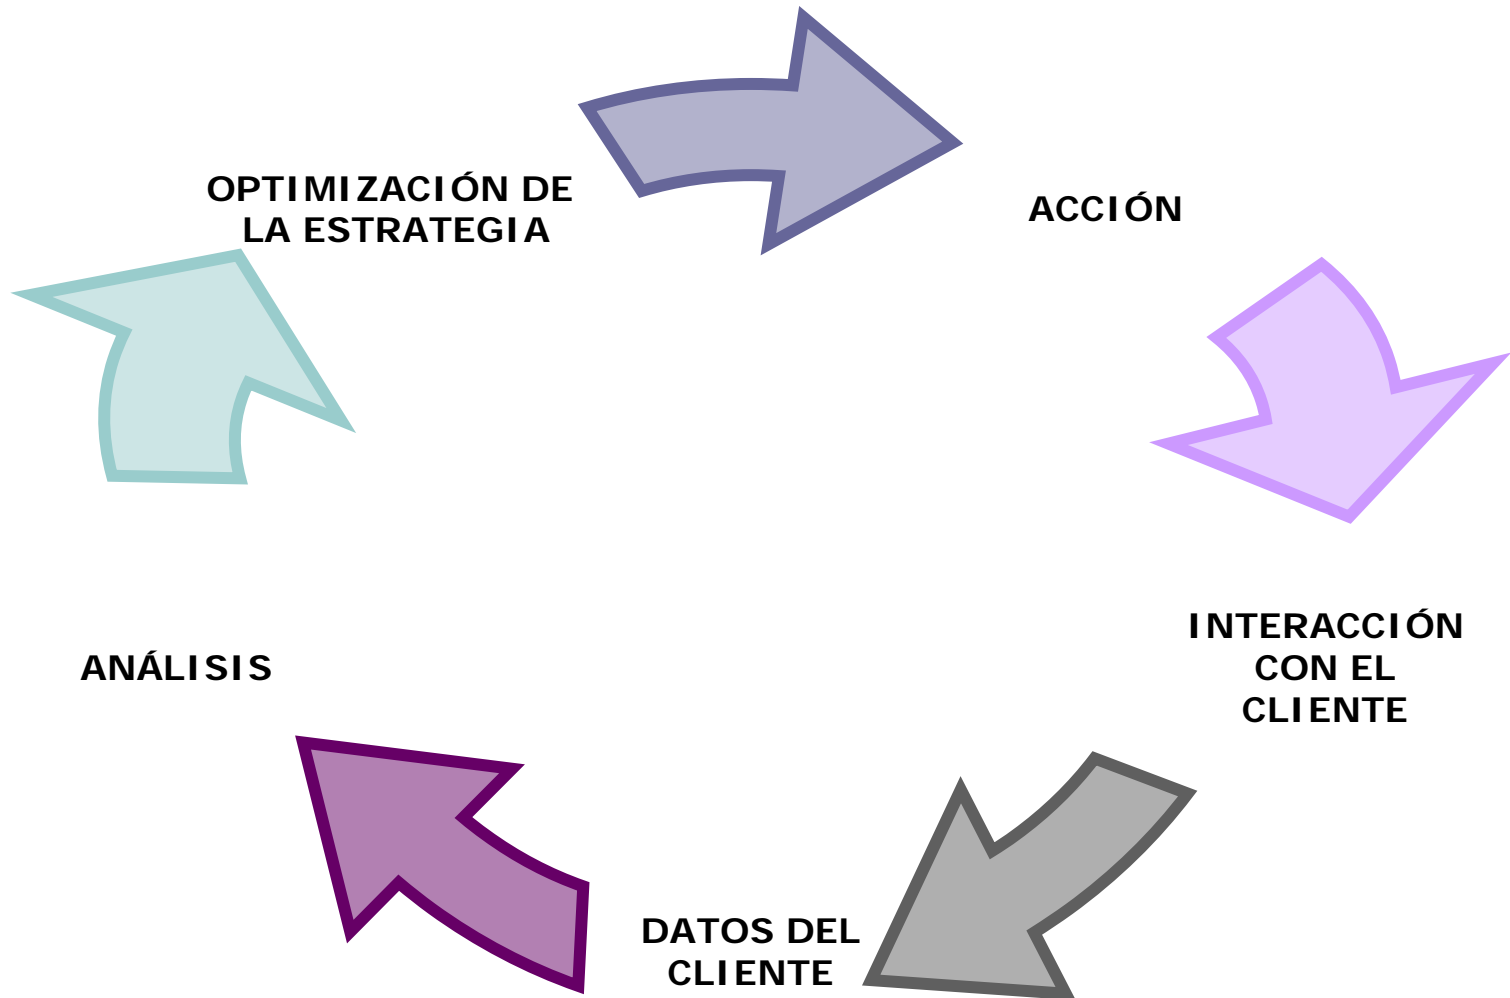 OPTIMIZACIÓN DE
LA ESTRATEGIA
ACCIÓN
INTERACCIÓN
CON EL
CLIENTE
ANÁLISIS
DATOS DEL
CLIENTE